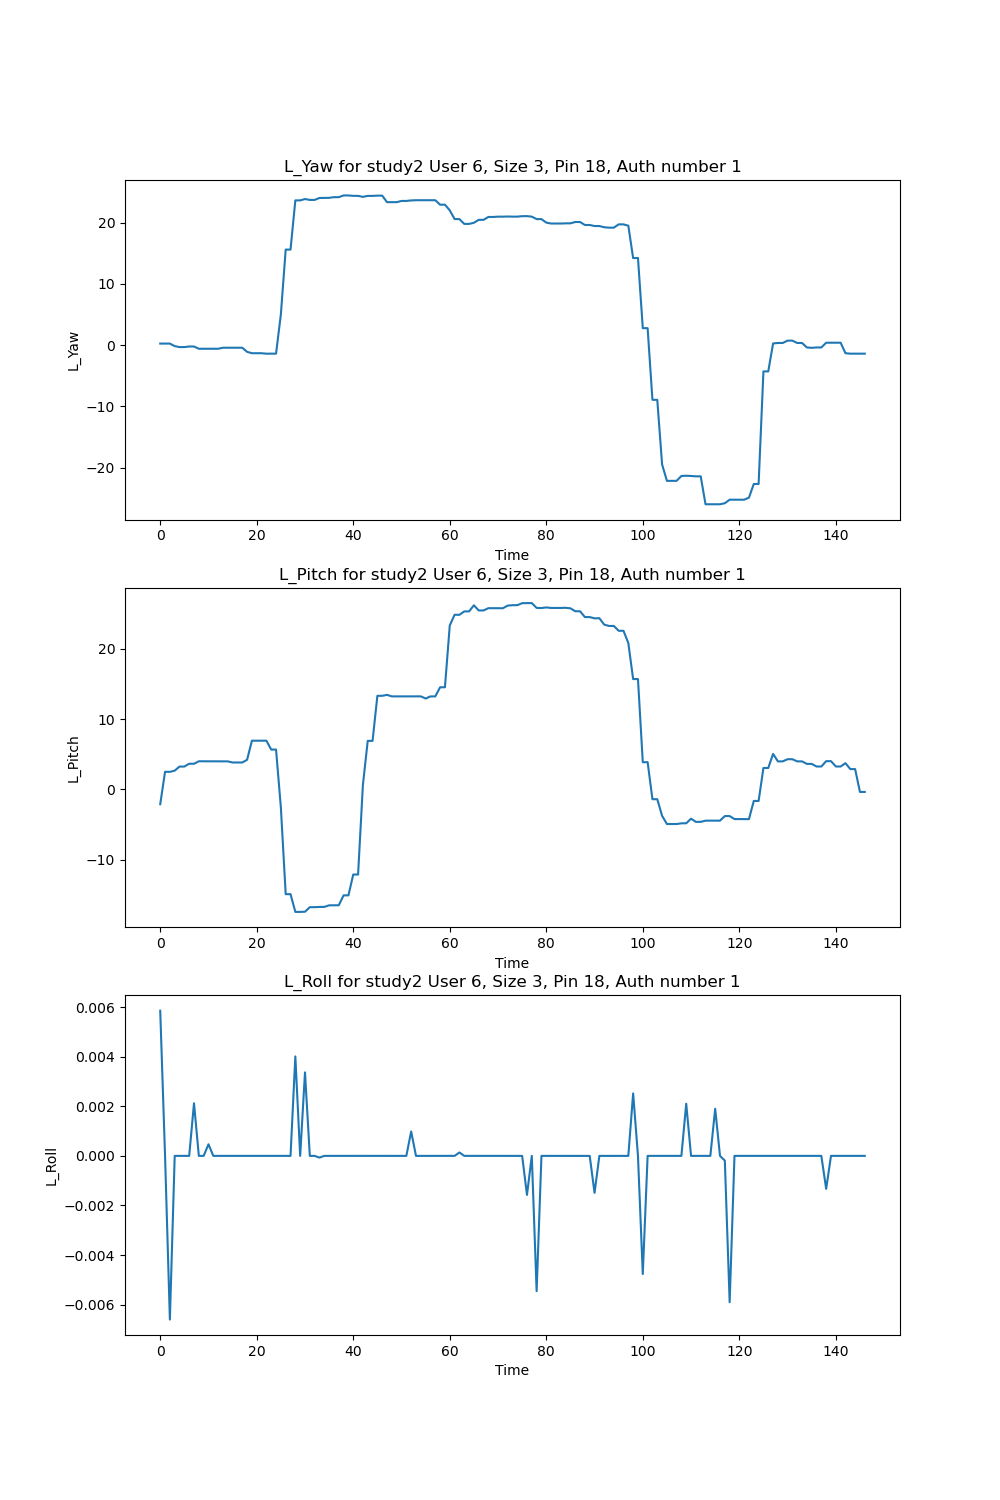 L_Yaw for study2 User 6, Size 3, Pin 18, Auth number 1
20
10
0
−10
−20
L_Yaw
0 20 40 60 80 100 120 140
Time
L_Pitch for study2 User 6, Size 3, Pin 18, Auth number 1
20
10
0
−10
L_Pitch
0 20 40 60 80 100 120 140
Time
L_Roll for study2 User 6, Size 3, Pin 18, Auth number 1
0.006
0.004
0.002
0.000
−0.002
−0.004
−0.006
L_Roll
0 20 40 60 80 100 120 140
Time